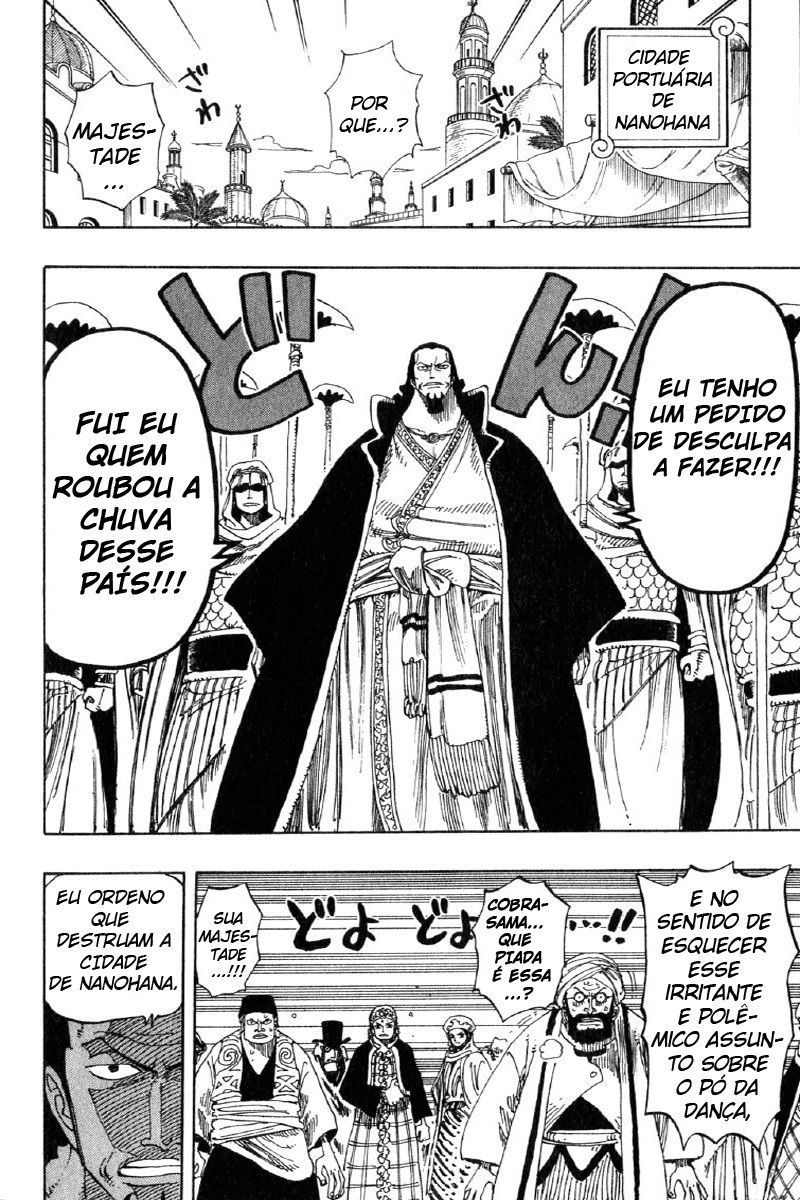 CIDADE
PORTUÁRIA
DE
NANOHANA
ざわ
POR
QUE...?
ざわ
MAJES-
TADE
...
EU TENHO
UM PEDIDO
DE DESCULPA
A FAZER!!!
どん!!
FUI EU
QUEM
ROUBOU A
CHUVA
DESSE
PAÍS!!!
E NO
SENTIDO DE
ESQUECER
ESSE
IRRITANTE
E POLÊ-
MICO ASSUN-
TO SOBRE
O PÓ DA
DANÇA,
...!!
COBRA-
SAMA...
QUE
PIADA
É ESSA
...?
どよ どよ
SUA
MAJES-
TADE
...!!!
EU ORDENO
QUE
DESTRUAM A
CIDADE
DE NANOHANA.